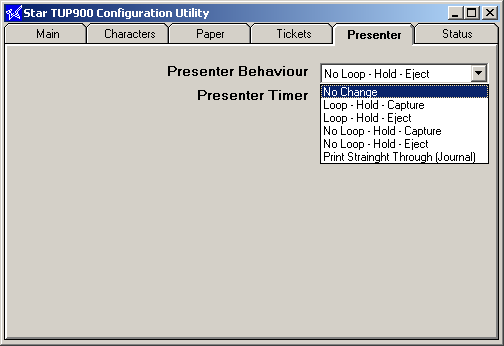 Star TUP900 Configuration Utility
Main Characters Paper Tickets Presenter Status
Presenter Behaviour No Loop - Hold - Eject
Presenter Timer
No Change
Loop - Hold - Capture
Loop - Hold - Eject
No Loop - Hold - Capture
No Loop - Hold - Eject
Print Strainght Through (Journal)